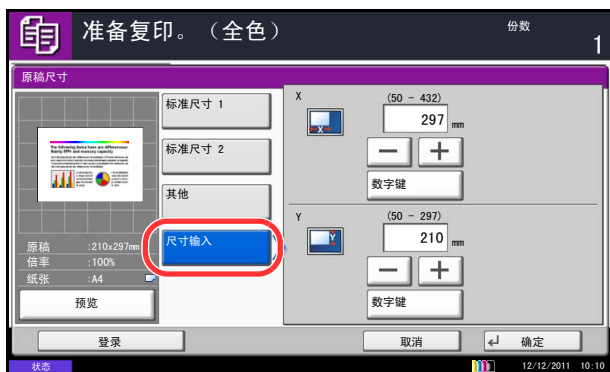 准备复印。（全色）
份数
1
原稿尺寸
标准尺寸 1
标准尺寸 2
其他
尺寸输入
原稿 :210x297mm
倍率 :100%
纸张 :A4
预览
X
(50 - 432)
297 mm
数字键
Y
(50 - 297)
210 mm
数字键
登录
取消
确定
状态
12/12/2011 10:10